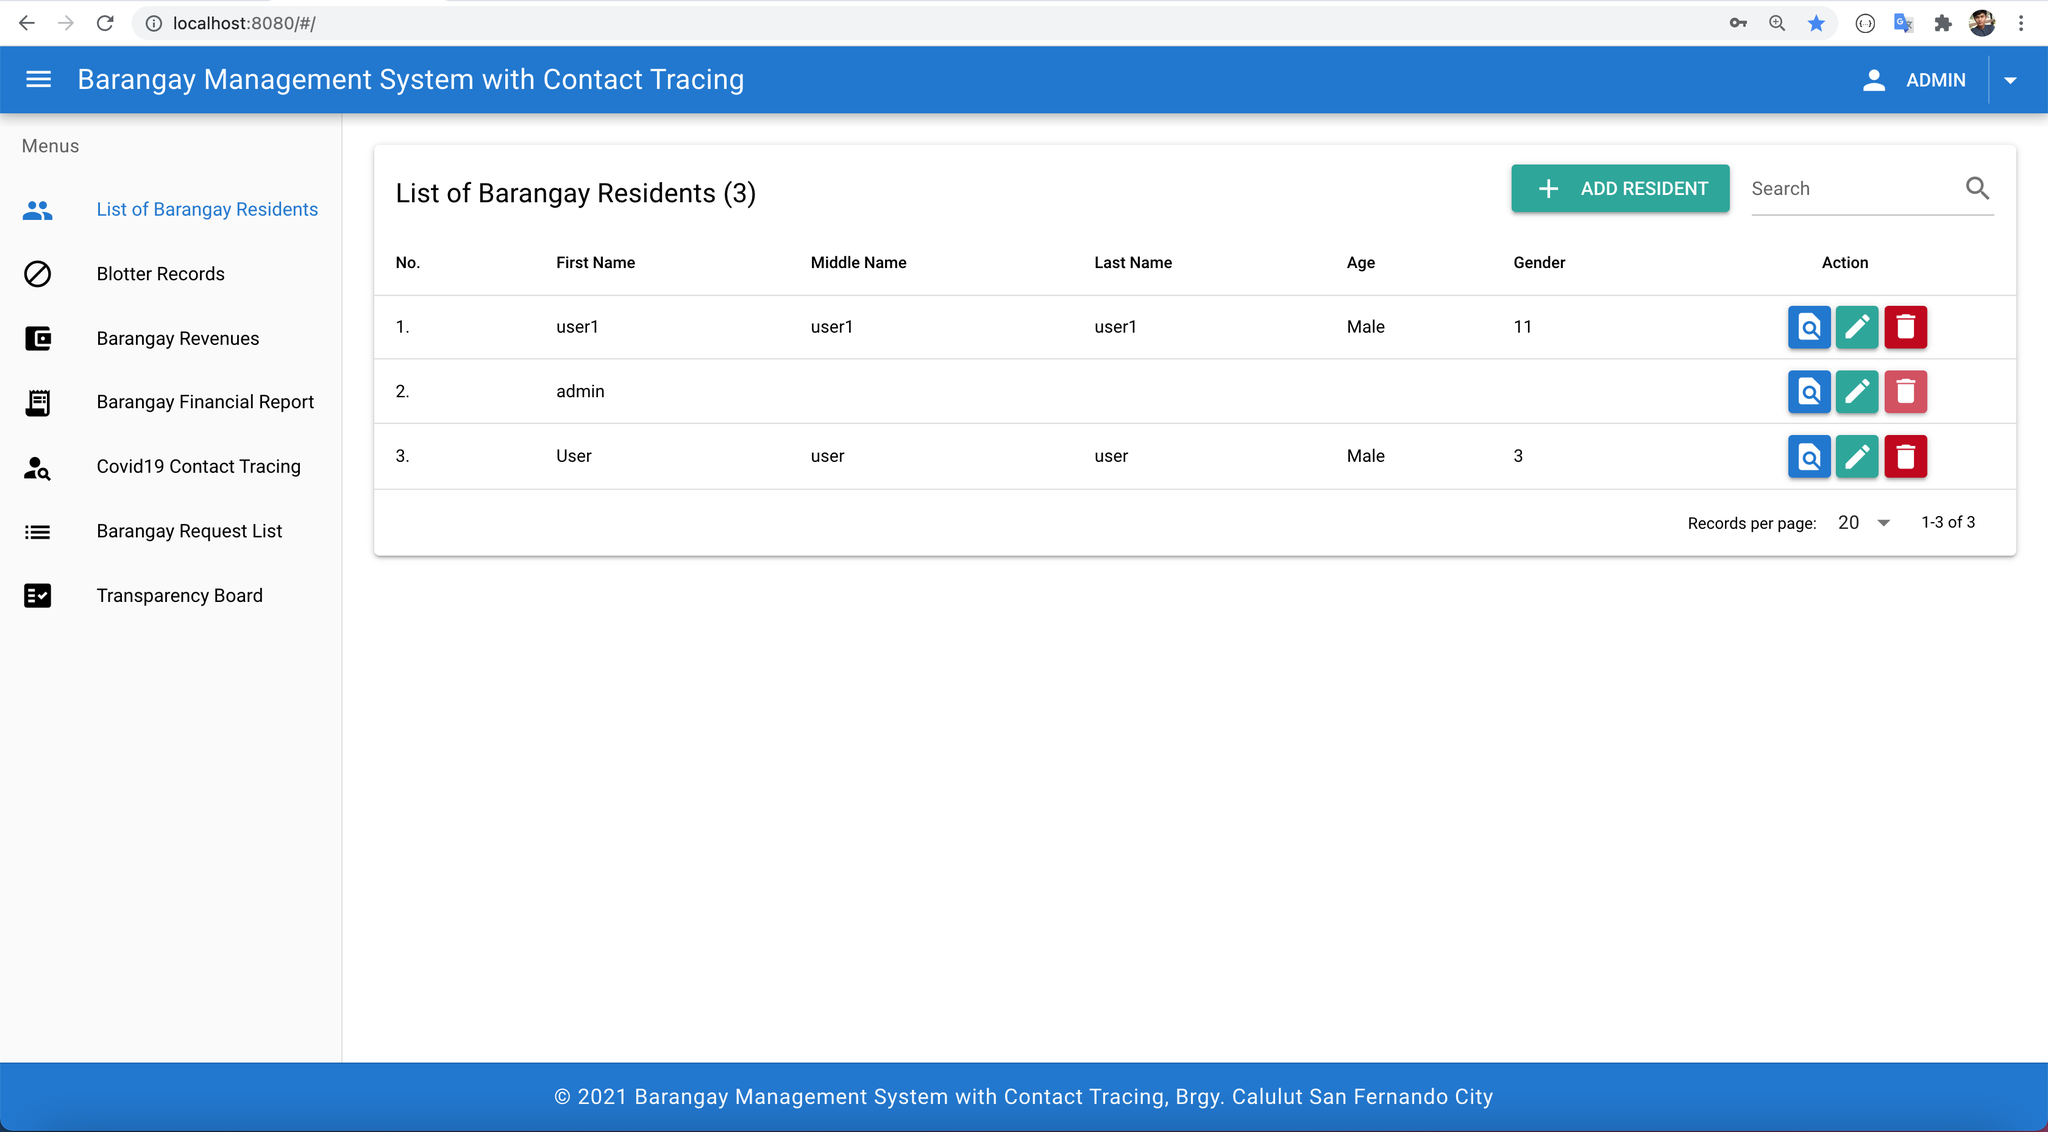 localhost:8080/#/
Barangay Management System with Contact Tracing
ADMIN
Menus
List of Barangay Residents
Blotter Records
Barangay Revenues
Barangay Financial Report
Covid19 Contact Tracing
Barangay Request List
Transparency Board
List of Barangay Residents (3)
ADD RESIDENT
Search
No. First Name Middle Name Last Name Age Gender Action
1. user1 user1 user1 Male 11
2. admin
3. User user user Male 3
Records per page: 20 1-3 of 3
© 2021 Barangay Management System with Contact Tracing, Brgy. Calulut San Fernando City